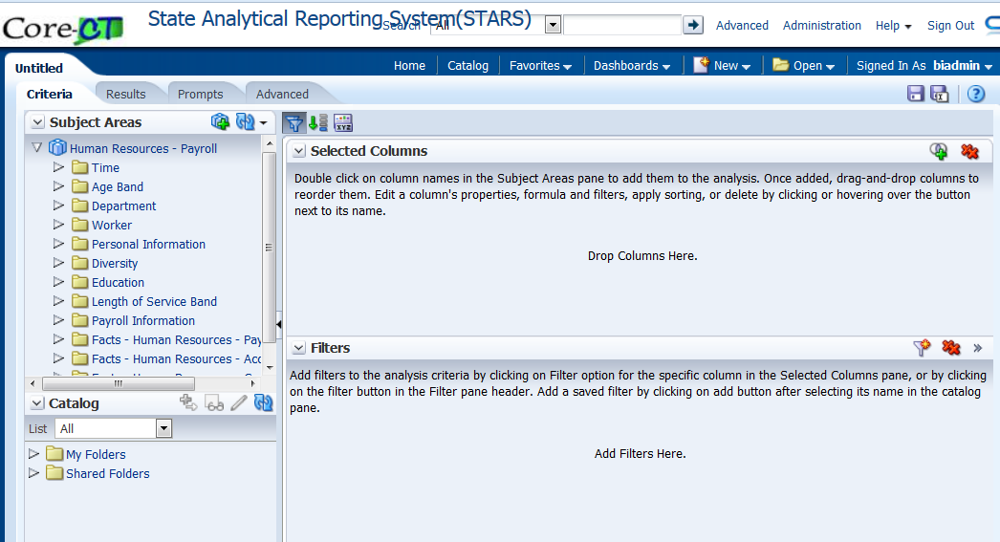 Core-CT
State Analytical Reporting System(STARS)
Search All
Advanced Administration Help Sign Out
Untitled
Home Catalog Favorites Dashboards New Open Signed In As biadmin
Criteria Results Prompts Advanced
Subject Areas
Human Resources - Payroll
Time
Age Band
Department
Worker
Personal Information
Diversity
Education
Length of Service Band
Payroll Information
Facts - Human Resources - Pay
Facts - Human Resources - Acc
Catalog
List All
My Folders
Shared Folders
XYZ
Selected Columns
Double click on column names in the Subject Areas pane to add them to the analysis. Once added, drag-and-drop columns to
reorder them. Edit a column's properties, formula and filters, apply sorting, or delete by clicking or hovering over the button
next to its name.
Drop Columns Here.
Filters
Add filters to the analysis criteria by clicking on Filter option for the specific column in the Selected Columns pane, or by clicking
on the filter button in the Filter pane header. Add a saved filter by clicking on add button after selecting its name in the catalog
pane.
Add Filters Here.